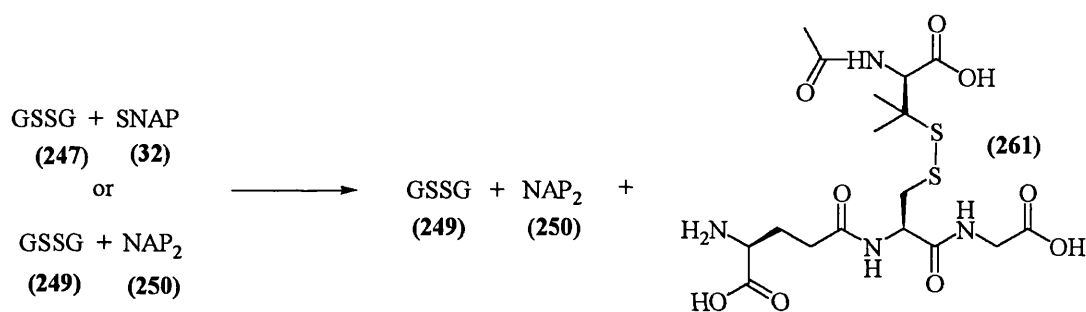 GSSG + SNAP
(247) (32)
or
GSSG + NAP2
(249) (250)
GSSG + NAP2 +
(249) (250)
O
HN
OH
O
S
(261)
S
O
H
N
O
H2N
N
H
O
OH
HO
O